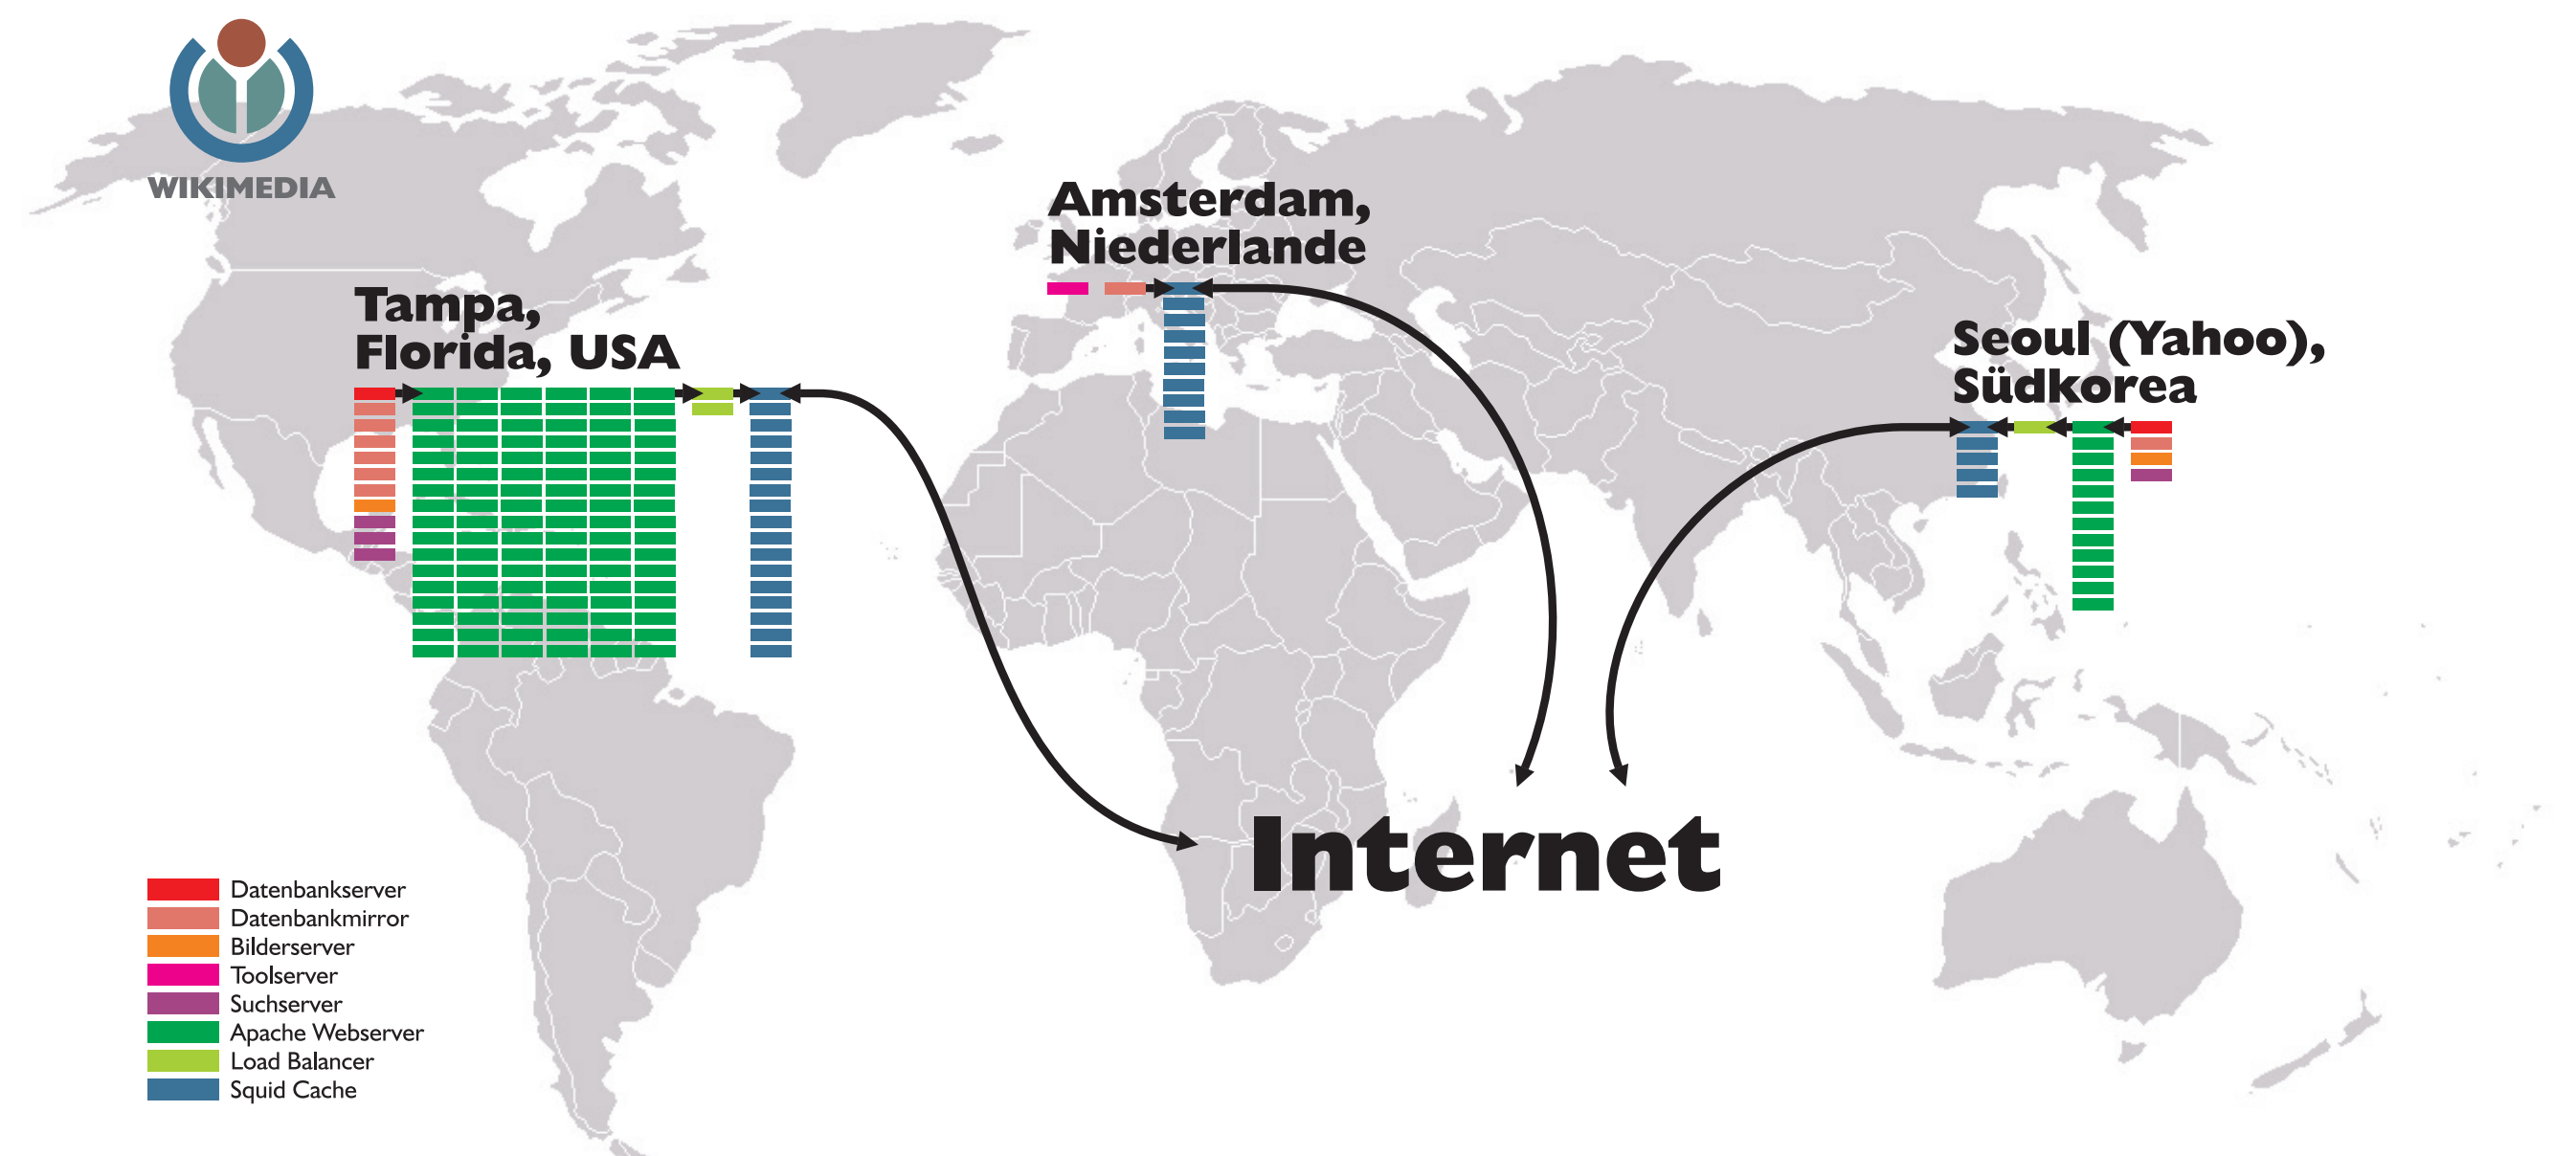 WIKIMEDIA
Amsterdam,
Niederlande
Tampa,
Florida, USA
Seoul (Yahoo),
Südkorea
Internet
Datenbankserver
Datenbankmirror
Bilderserver
Toolserver
Suchserver
Apache Webserver
Load Balancer
Squid Cache